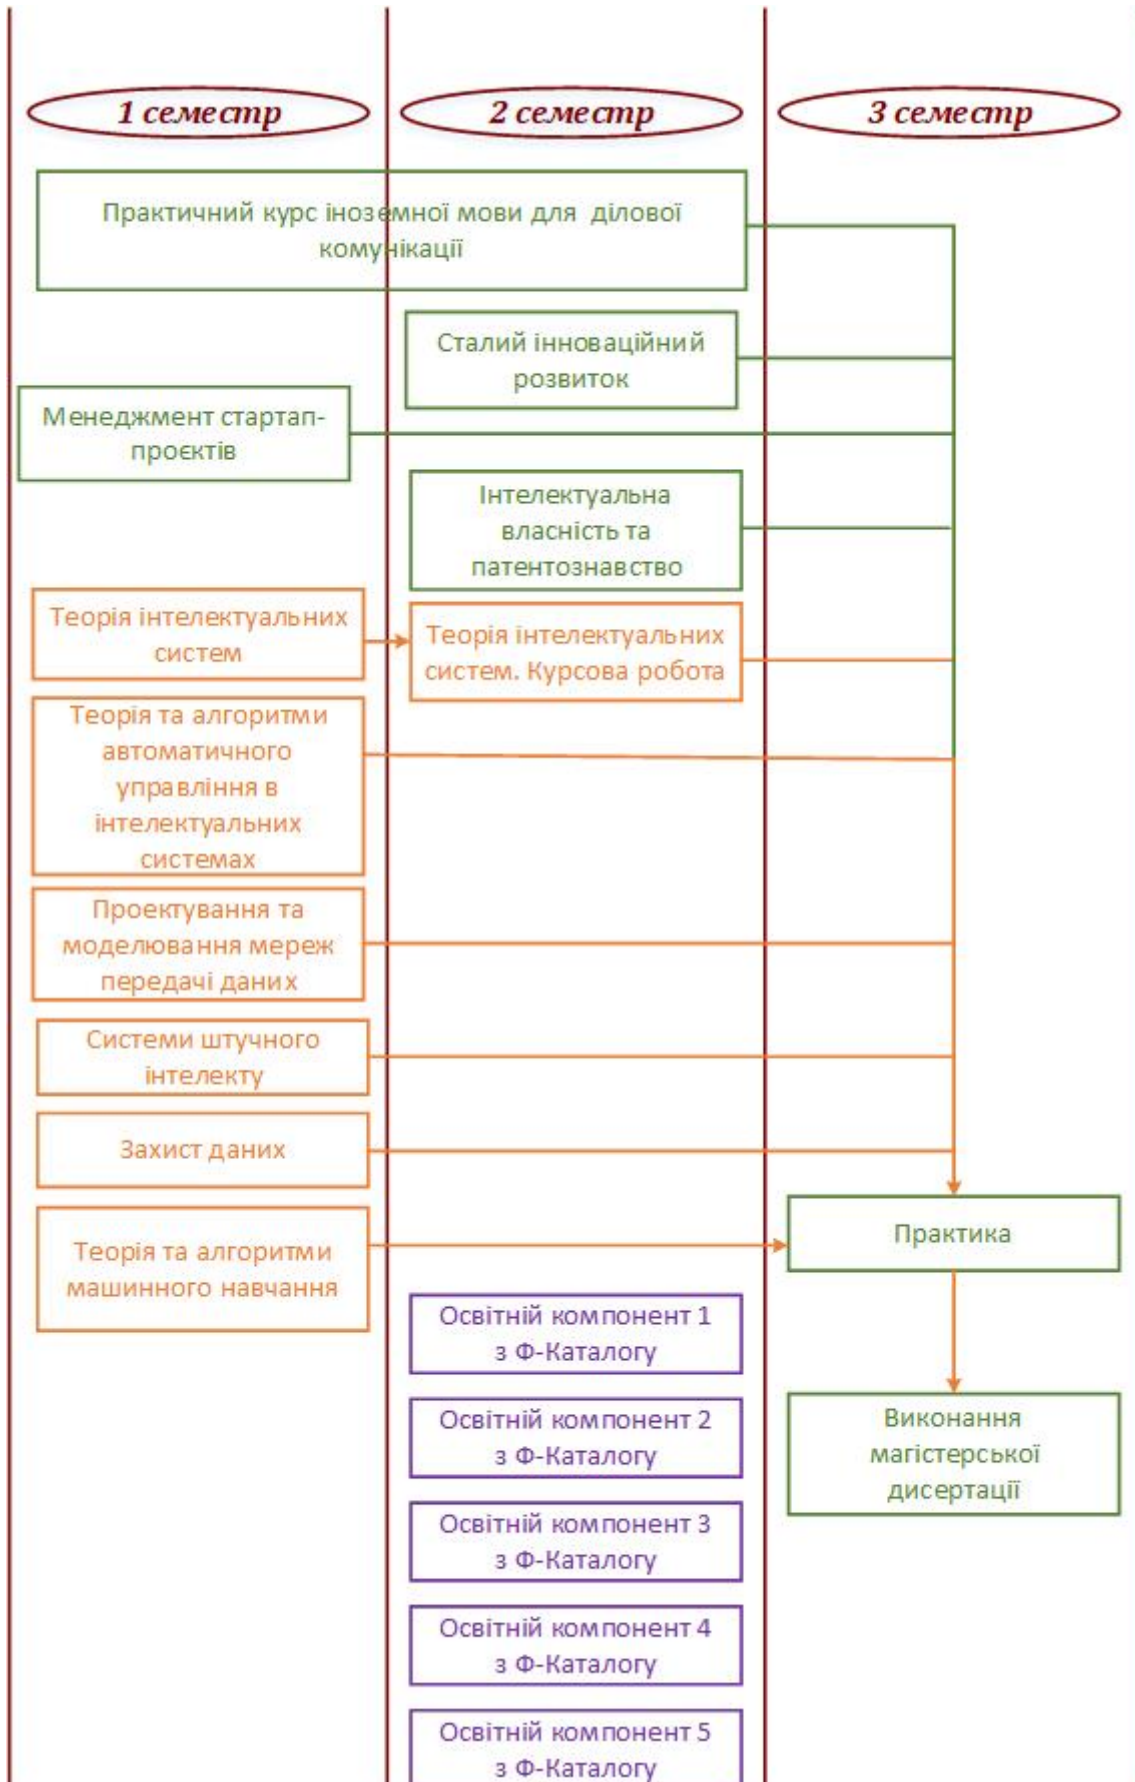 1 семестр
2 семестр
3 семестр
Практичний курс іноземної мови для ділової
комунікації
Сталий інноваційний
розвиток
Менеджмент стартап-
проєктів
Інтелектуальна
власність та
патентознавство
Теорія інтелектуальних
систем
Теорія інтелектуальних
систем. Курсова робота
Теорія та алгоритми
автоматичного
управління в
інтелектуальних
системах
Проектування та
моделювання мереж
передачі даних
Системи штучного
інтелекту
Захист даних
Теорія та алгоритми
машинного навчання
Практика
Освітній компонент 1
з Ф-Каталогу
Освітній компонент 2
з Ф-Каталогу
Виконання
магістерської
дисертації
Освітній компонент 3
з Ф-Каталогу
Освітній компонент 4
з Ф-Каталогу
Освітній компонент 5
з Ф-Каталогу